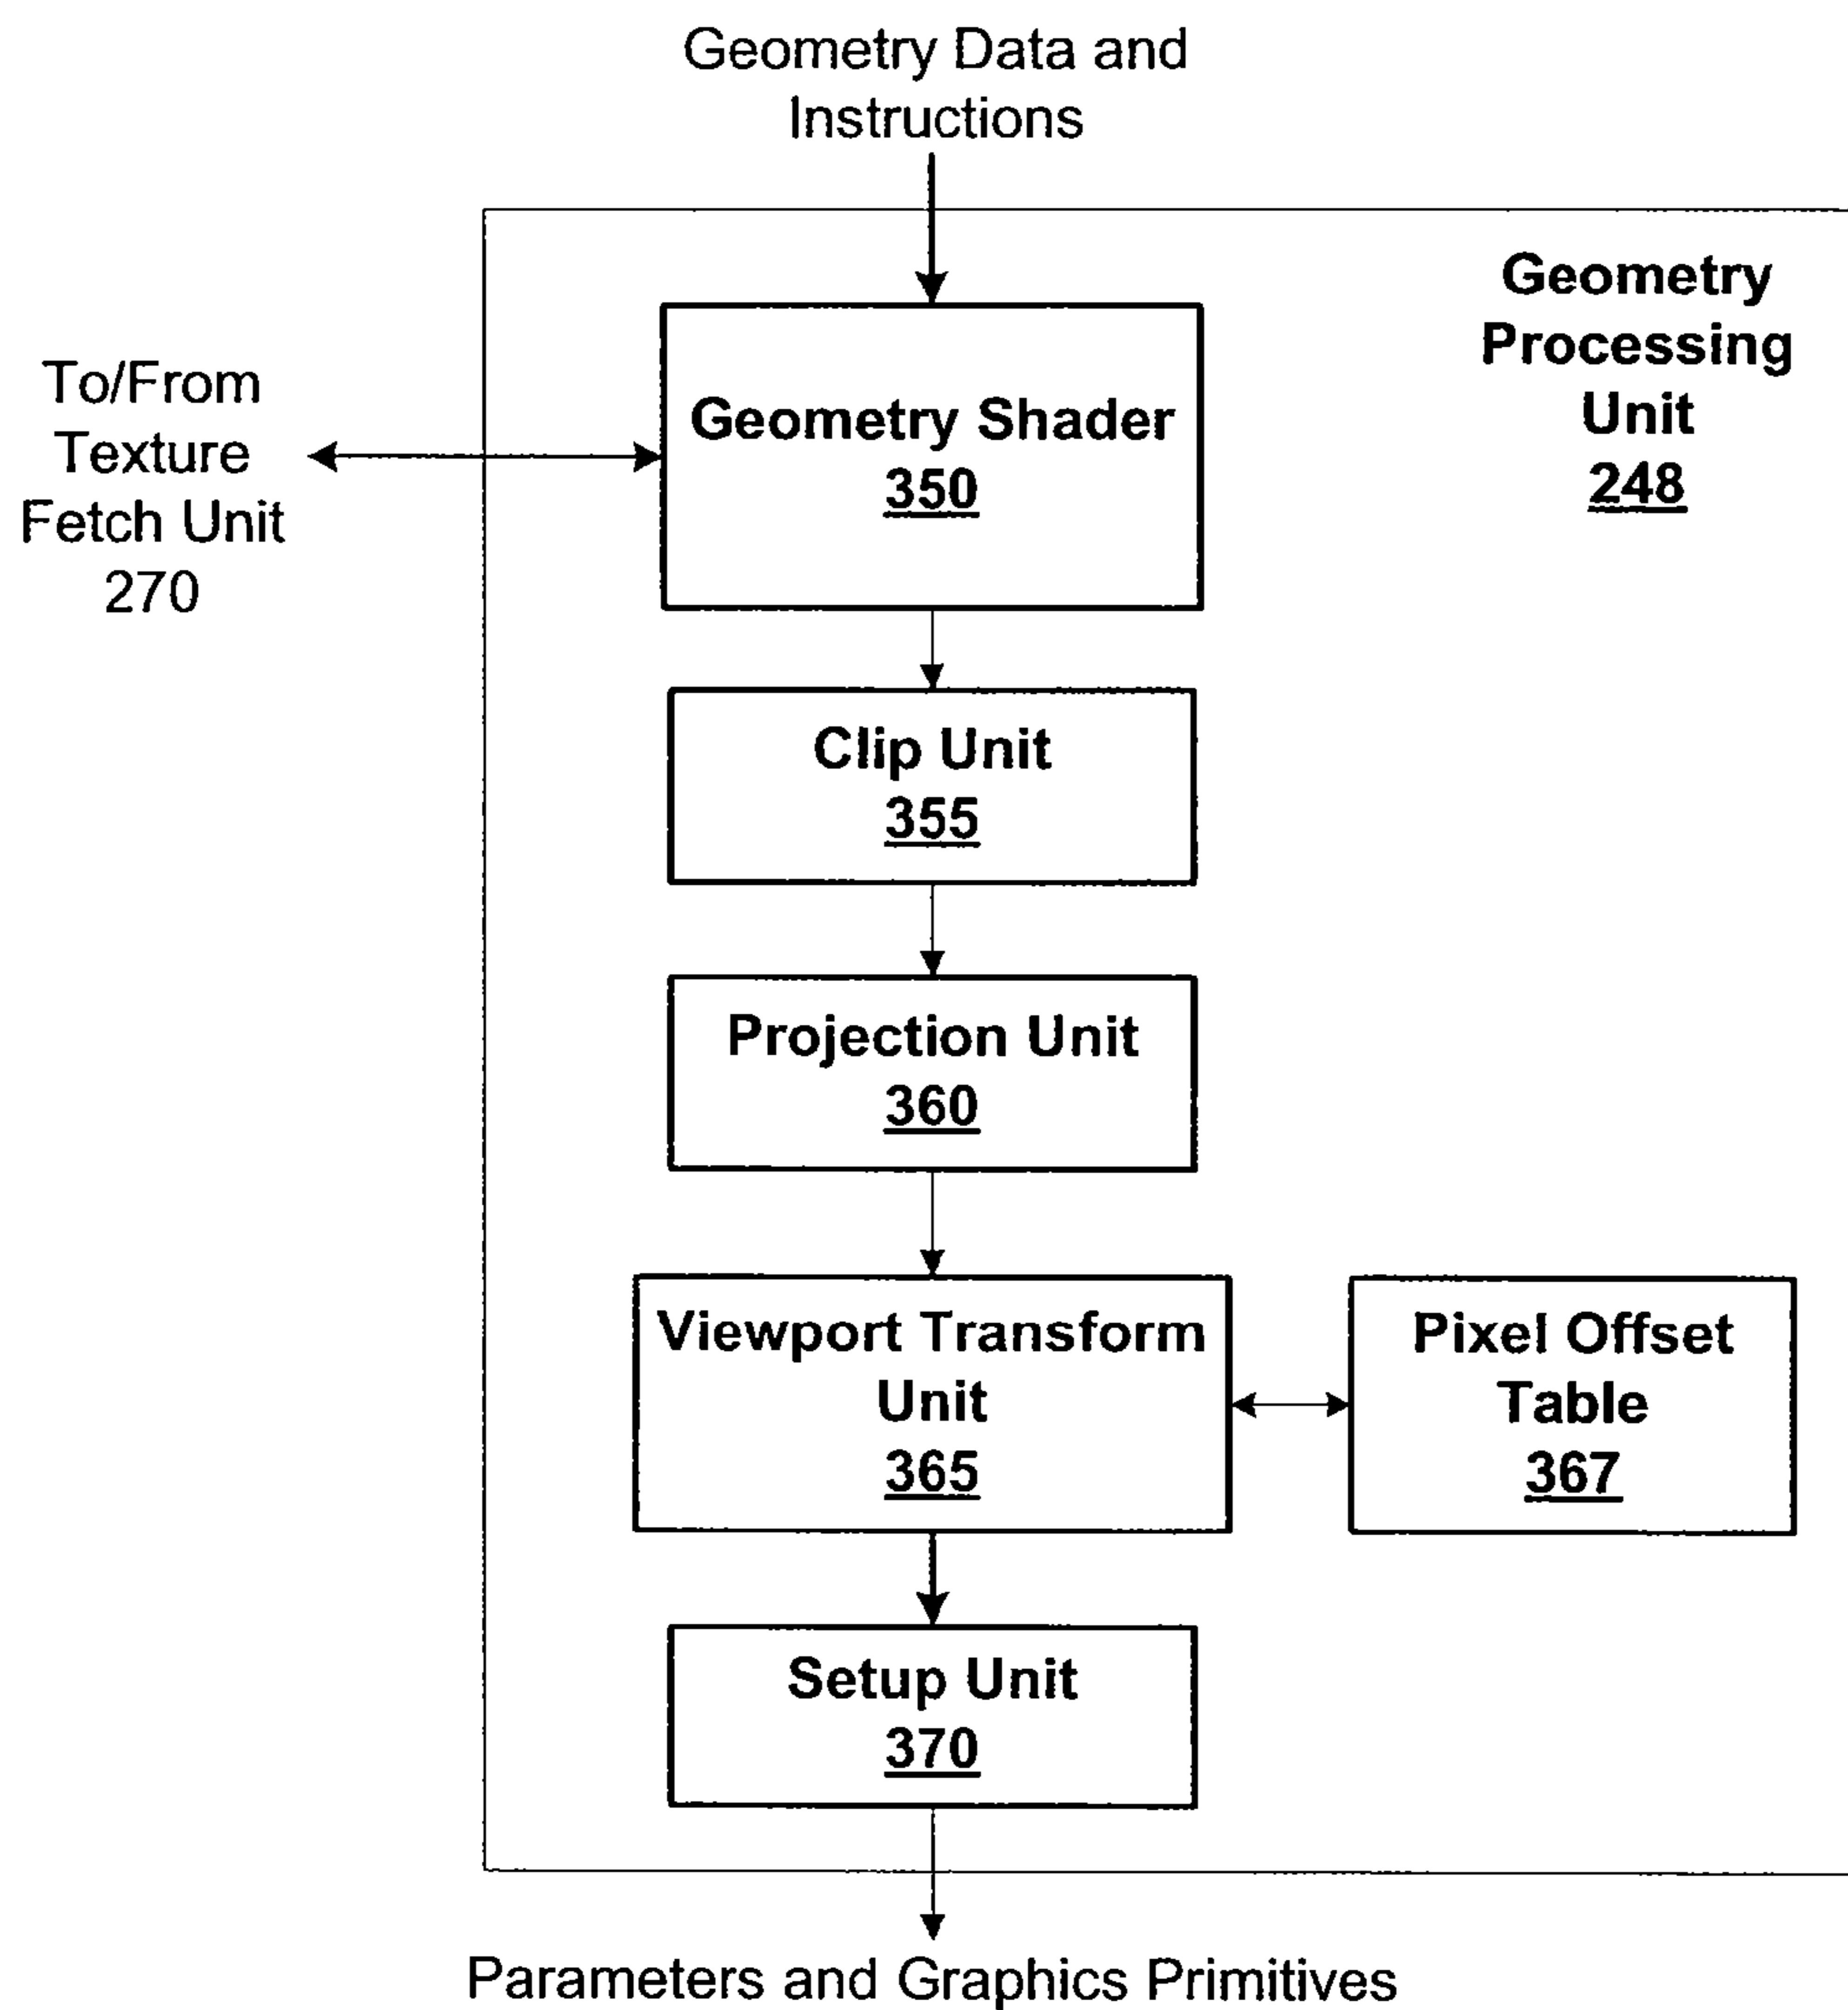 Geometry Data and
Instructions
Geometry
Processing
Unit
248
To/From
Texture
Fetch Unit
270
Geometry Shader
350
Clip Unit
355
Projection Unit
360
Viewport Transform
Unit
365
Pixel Offset
Table
367
Setup Unit
370
Parameters and Graphics Primitives